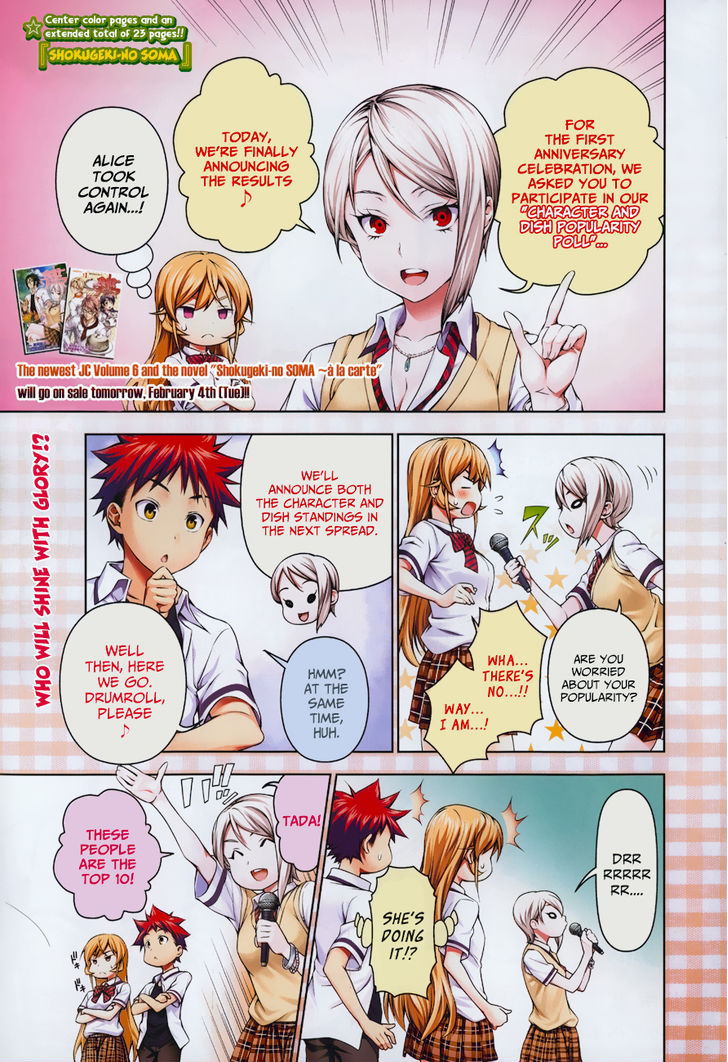 Center color pages and an
extended total of 23 pages!!
SHOKUGEKI-NO SOMA
FOR
THE FIRST
ANNIVERSARY
CELEBRATION, WE
ASKED YOU TO
PARTICIPATE IN OUR
"CHARACTER AND
DISH POPULARITY
POLL"...
TODAY,
WE'RE FINALLY
ANNOUNCING
THE RESULTS
♪
ALICE
TOOK
CONTROL
AGAIN...!
The newest JC Volume 6 and the novel "Shokugeki-no SOMA ~à la carte"
will go on sale tomorrow, February 4th (Tue)!!
WHO WILL SHINE WITH GLORY!?
ズッ
ARE YOU
WORRIED
ABOUT YOUR
POPULARITY?
WHA...
THERE'S
NO...!!
WAY...
I AM...!
WE'LL
ANNOUNCE BOTH
THE CHARACTER AND
DISH STANDINGS IN
THE NEXT SPREAD.
HMM?
AT THE
SAME
TIME,
HUH.
WELL
THEN, HERE
WE GO.
DRUMROLL,
PLEASE
♪
DRR
RRRRR
RR....
SHE'S
DOING
IT!?
TADA!
THESE
PEOPLE
ARE THE
TOP 10!
ドキ
ドキ